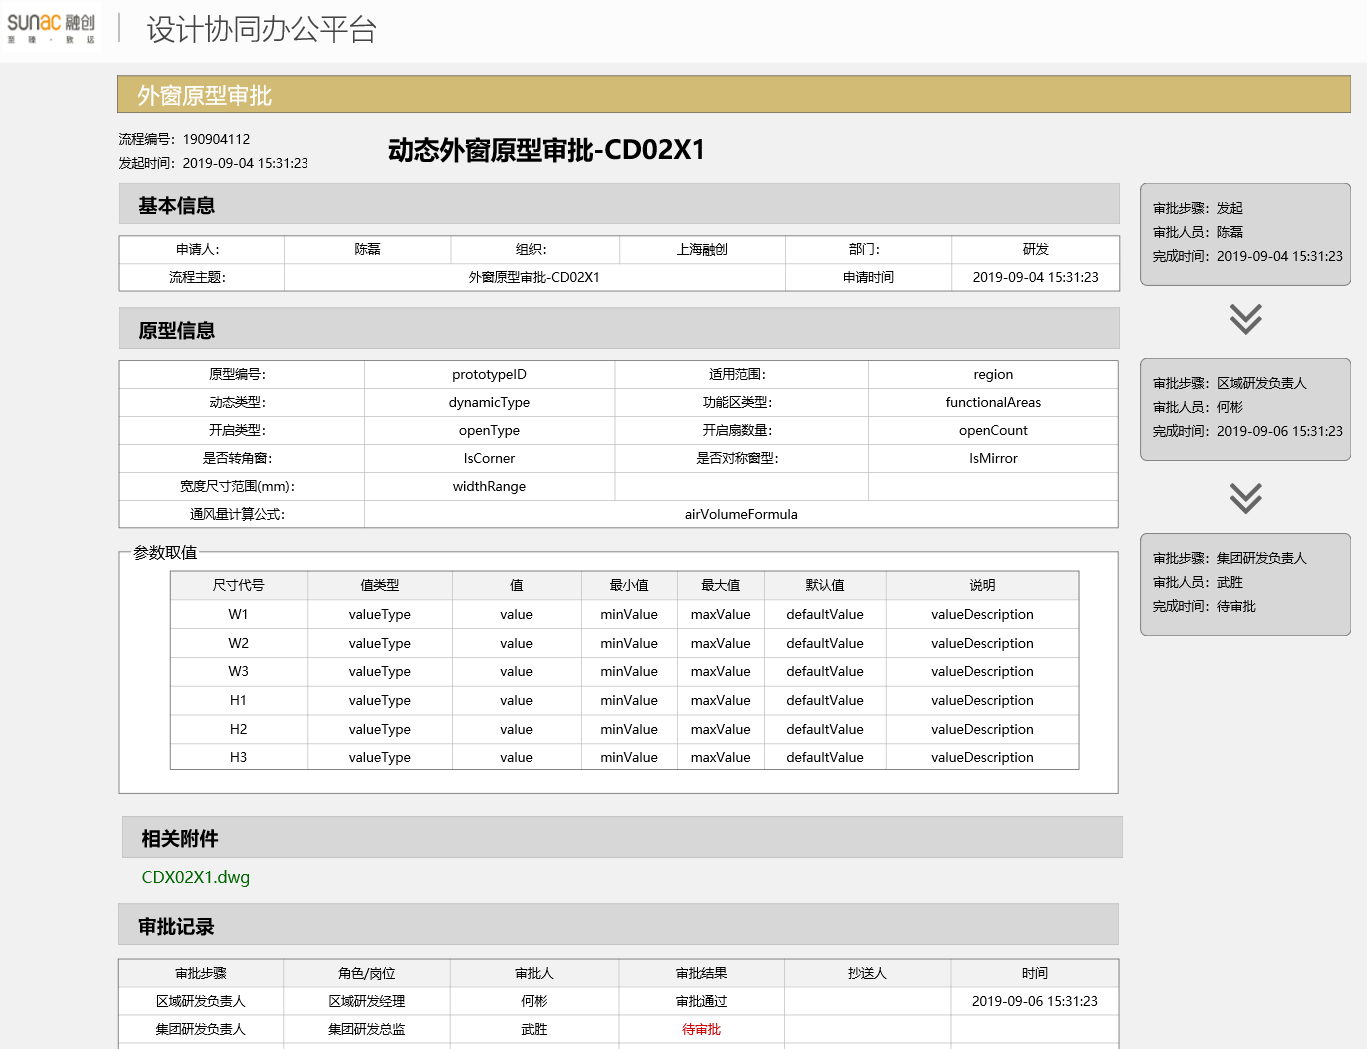 sunac 融创
至 臻 · 致 远
设计协同办公平台
外窗原型审批
流程编号：190904112
发起时间：2019-09-04 15:31:23
动态外窗原型审批-CD02X1
基本信息
申请人： 陈磊 组织： 上海融创 部门： 研发
流程主题： 外窗原型审批-CD02X1 申请时间 2019-09-04 15:31:23
原型信息
原型编号： prototypeID 适用范围： region
动态类型： dynamicType 功能区类型： functionalAreas
开启类型： openType 开启扇数量： openCount
是否转角窗： IsCorner 是否对称窗型： IsMirror
宽度尺寸范围(mm)： widthRange
通风量计算公式： airVolumeFormula
参数取值
尺寸代号 值类型 值 最小值 最大值 默认值 说明
W1 valueType value minValue maxValue defaultValue valueDescription
W2 valueType value minValue maxValue defaultValue valueDescription
W3 valueType value minValue maxValue defaultValue valueDescription
H1 valueType value minValue maxValue defaultValue valueDescription
H2 valueType value minValue maxValue defaultValue valueDescription
H3 valueType value minValue maxValue defaultValue valueDescription
相关附件
CDX02X1.dwg
审批记录
审批步骤 角色/岗位 审批人 审批结果 抄送人 时间
区域研发负责人 区域研发经理 何彬 审批通过 2019-09-06 15:31:23
集团研发负责人 集团研发总监 武胜 待审批
审批步骤：发起
审批人员：陈磊
完成时间：2019-09-04 15:31:23
审批步骤：区域研发负责人
审批人员：何彬
完成时间：2019-09-06 15:31:23
审批步骤：集团研发负责人
审批人员：武胜
完成时间：待审批